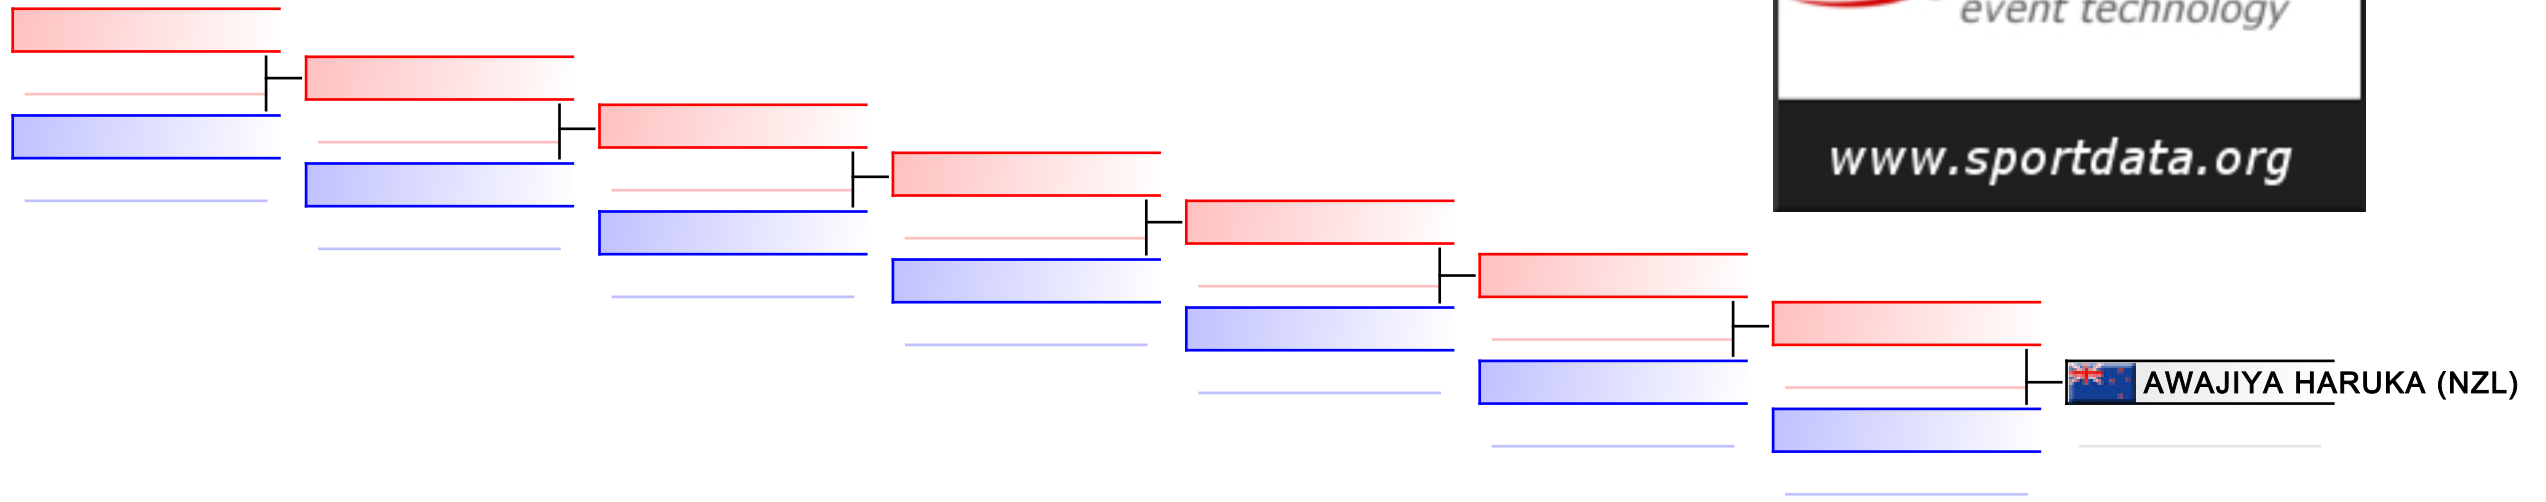 event technology
www.sportdata.org
AWAJIYA HARUKA (NZL)